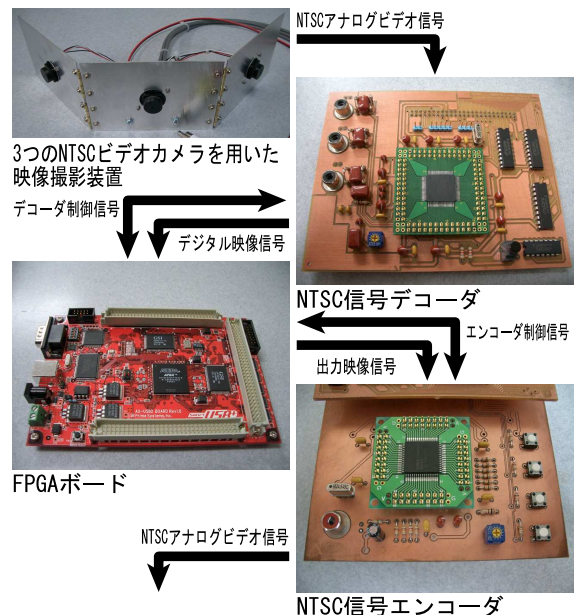 NTSCアナログビデオ信号
3つのNTSCビデオカメラを用いた
映像撮影装置
デコーダ制御信号
デジタル映像信号
NTSC信号デコーダ
エンコーダ制御信号
出力映像信号
FPGAボード
NTSCアナログビデオ信号
NTSC信号エンコーダ